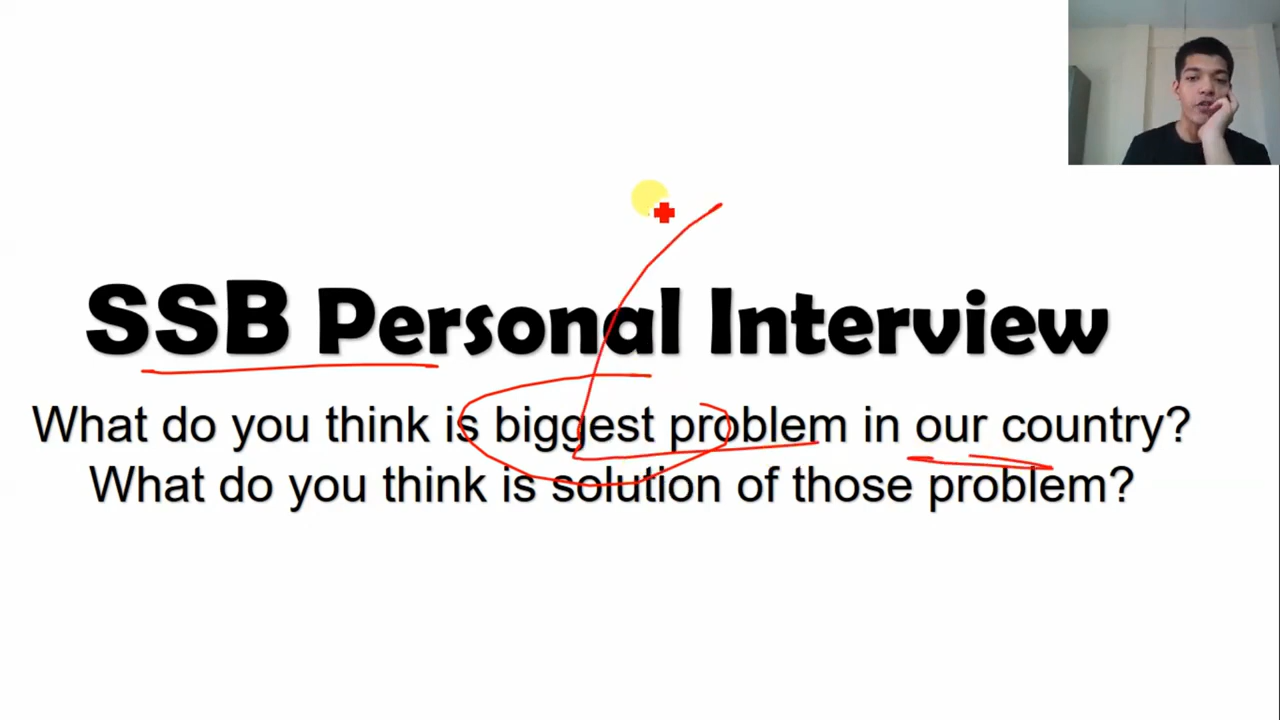 SSB Personal Interview
What do you think is biggest problem in our country?
What do you think is solution of those problem?